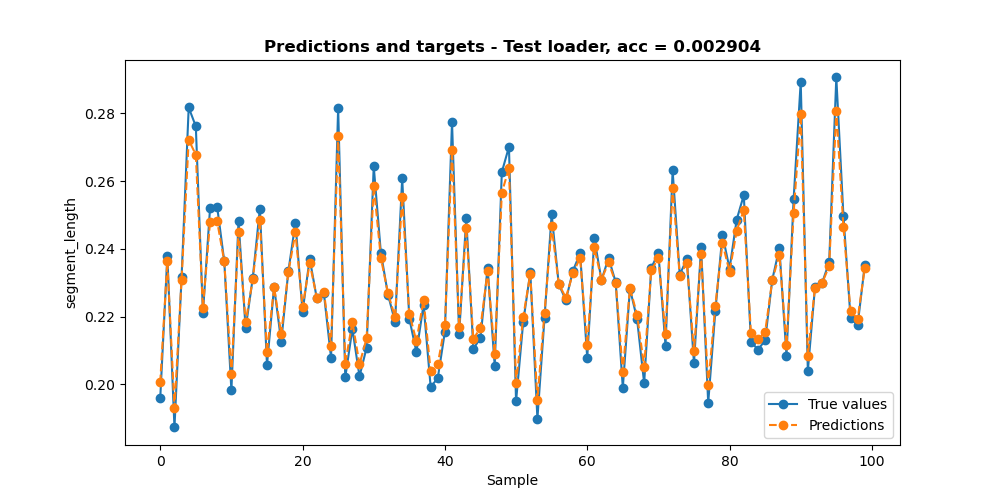 Predictions and targets - Test loader, acc = 0.002904
segment_length
0.28
0.26
0.24
0.22
0.20
True values
Predictions
0 20 40 60 80 100
Sample